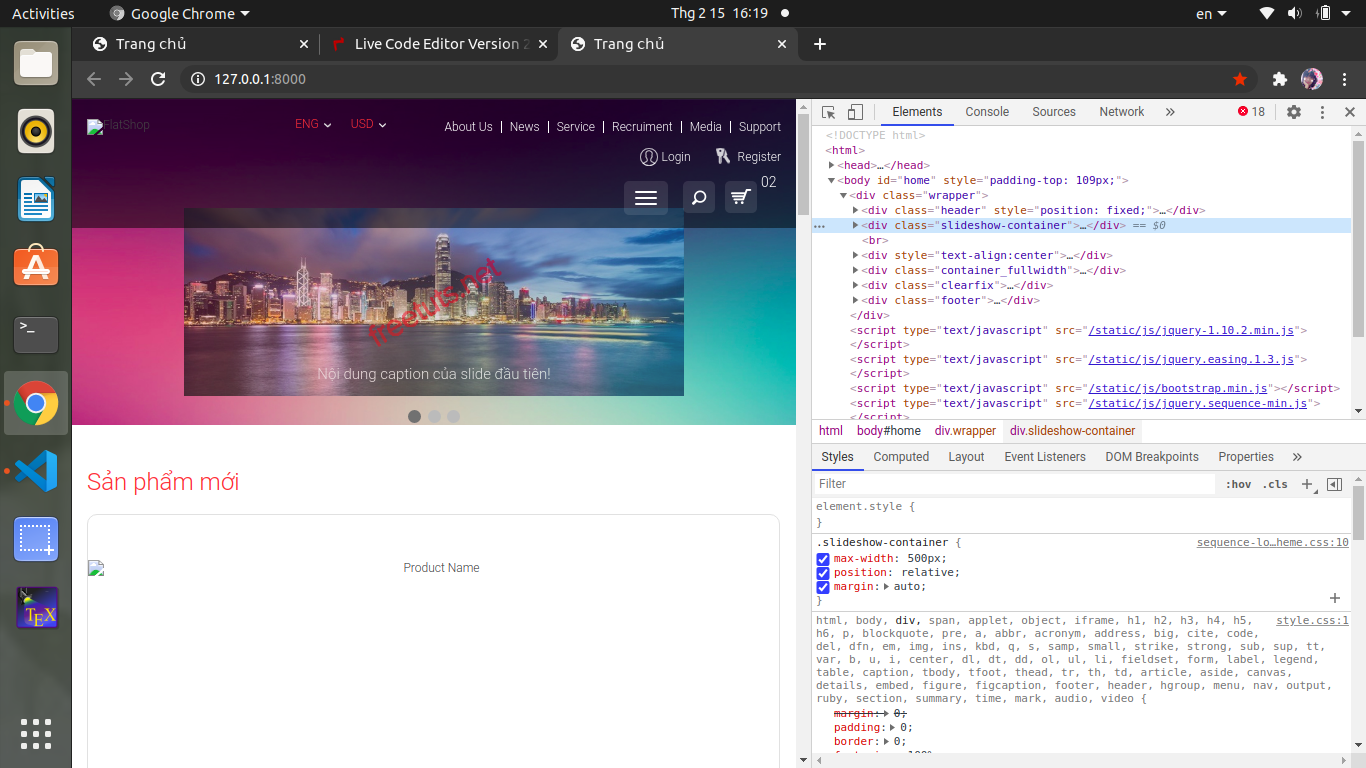 Activities
Google Chrome
Thg 2 15 16:19
en
Trang chủ
Live Code Editor Version 2
Trang chủ
127.0.0.1:8000
FlatShop
ENG
USD
About Us
News
Service
Recruiment
Media
Support
Login
Register
02
freetuts.net
Nội dung caption của slide đầu tiên!
Sản phẩm mới
Product Name
Elements
Console
Sources
Network
18
<!DOCTYPE html>
<html>
<head>…</head>
<body id="home" style="padding-top: 109px;">
<div class="wrapper">
<div class="header" style="position: fixed;">…</div>
<div class="slideshow-container">…</div> == $0
<br>
<div style="text-align:center">…</div>
<div class="container_fullwidth">…</div>
<div class="clearfix">…</div>
<div class="footer">…</div>
</div>
<script type="text/javascript" src="/static/js/jquery-1.10.2.min.js">
</script>
<script type="text/javascript" src="/static/js/jquery.easing.1.3.js">
</script>
<script type="text/javascript" src="/static/js/bootstrap.min.js"></script>
<script type="text/javascript" src="/static/js/jquery.sequence-min.js">
</script>
html
body#home
div.wrapper
div.slideshow-container
Styles
Computed
Layout
Event Listeners
DOM Breakpoints
Properties
Filter
:hov
.cls
element.style {
}
.slideshow-container {
sequence-lo…heme.css:10
max-width: 500px;
position: relative;
margin: auto;
}
html, body, div, span, applet, object, iframe, h1, h2, h3, h4, h5,
style.css:1
h6, p, blockquote, pre, a, abbr, acronym, address, big, cite, code,
del, dfn, em, img, ins, kbd, q, s, samp, small, strike, strong, sub, sup, tt,
var, b, u, i, center, dl, dt, dd, ol, ul, li, fieldset, form, label, legend,
table, caption, tbody, tfoot, thead, tr, th, td, article, aside, canvas,
details, embed, figure, figcaption, footer, header, hgroup, menu, nav, output,
ruby, section, summary, time, mark, audio, video {
margin: 0;
padding: 0;
border: 0;